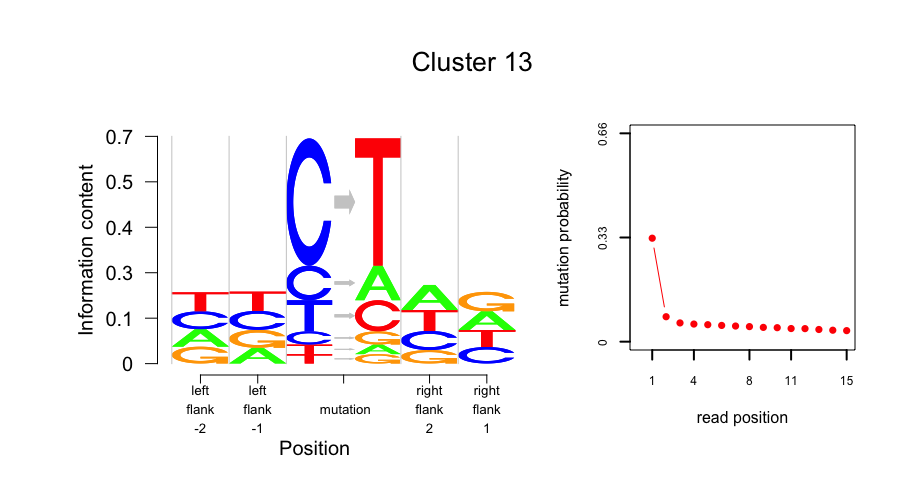 Cluster 13
Information content
0.7
0.5
0.4
0.3
0.1
0
T C A G
T C G A
C C T C T T
T A C G A G
A T C G
G A T C
left flank -2
left flank -1
mutation
right flank 2
right flank 1
Position
mutation probability
0.66
0.33
0
1 4 8 11 15
read position